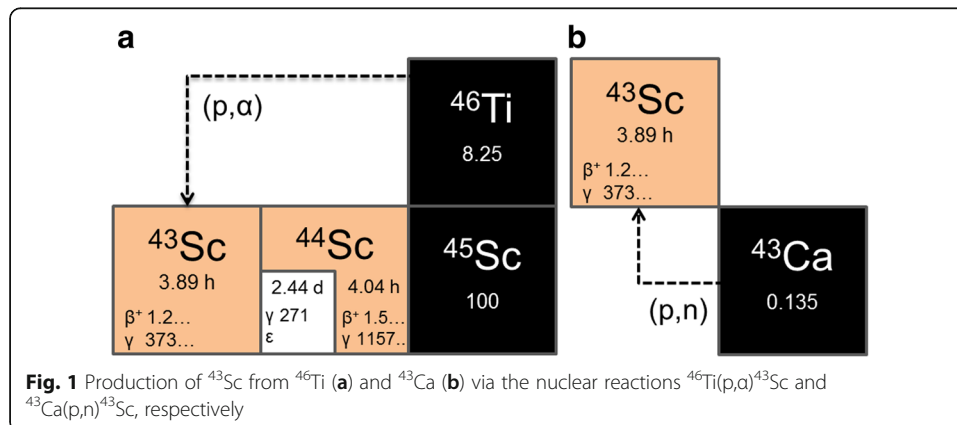 a
b
(p,α)
⁴⁶Ti
8.25
⁴³Sc
3.89 h
β⁺ 1.2...
γ 373...
⁴³Sc
3.89 h
β⁺ 1.2...
γ 373...
⁴⁴Sc
2.44 d
γ 271
ε
4.04 h
β⁺ 1.5...
γ 1157..
⁴⁵Sc
100
(p,n)
⁴³Ca
0.135
Fig. 1 Production of ⁴³Sc from ⁴⁶Ti (a) and ⁴³Ca (b) via the nuclear reactions ⁴⁶Ti(p,α)⁴³Sc and
⁴³Ca(p,n)⁴³Sc, respectively